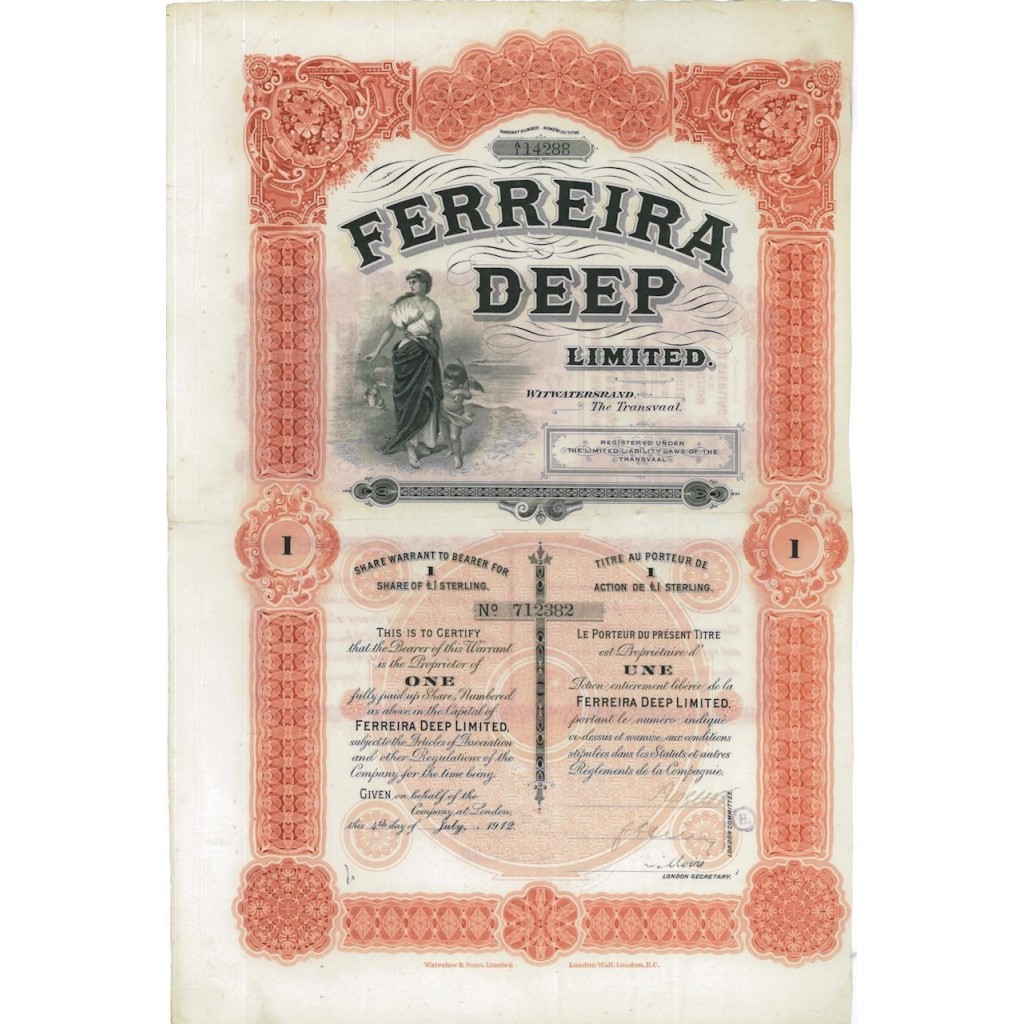 WARRANT NUMBER. NUMÉRO DU TITRE.
A/1 14288
FERREIRA
DEEP
LIMITED.
WITWATERSRAND,
The Transvaal.
REGISTERED UNDER
THE LIMITED LIABILITY LAWS OF THE
TRANSVAAL
1
1
SHARE WARRANT TO BEARER FOR
1
SHARE OF £1 STERLING.
TITRE AU PORTEUR DE
1
ACTION DE £1 STERLING.
No 712382
THIS IS TO CERTIFY
that the Bearer of this Warrant
is the Proprietor of
ONE
fully paid up Share, Numbered
as above in the Capital of
FERREIRA DEEP LIMITED,
subject to the Articles of Association
and other Regulations of the
Company for the time being.
GIVEN on behalf of the
Company at London,
this 4th day of July, 1912.
LE PORTEUR DU PRÉSENT TITRE
est Propriétaire d'
UNE
Action entièrement libérée de la
FERREIRA DEEP LIMITED,
portant le numéro indiqué
ci-dessus et soumise aux conditions
stipulées dans les Statuts et autres
Règlements de la Compagnie.
LONDON COMMITTEE.
H
LONDON SECRETARY.
Waterlow & Sons, Limited London Wall, London, E.C.